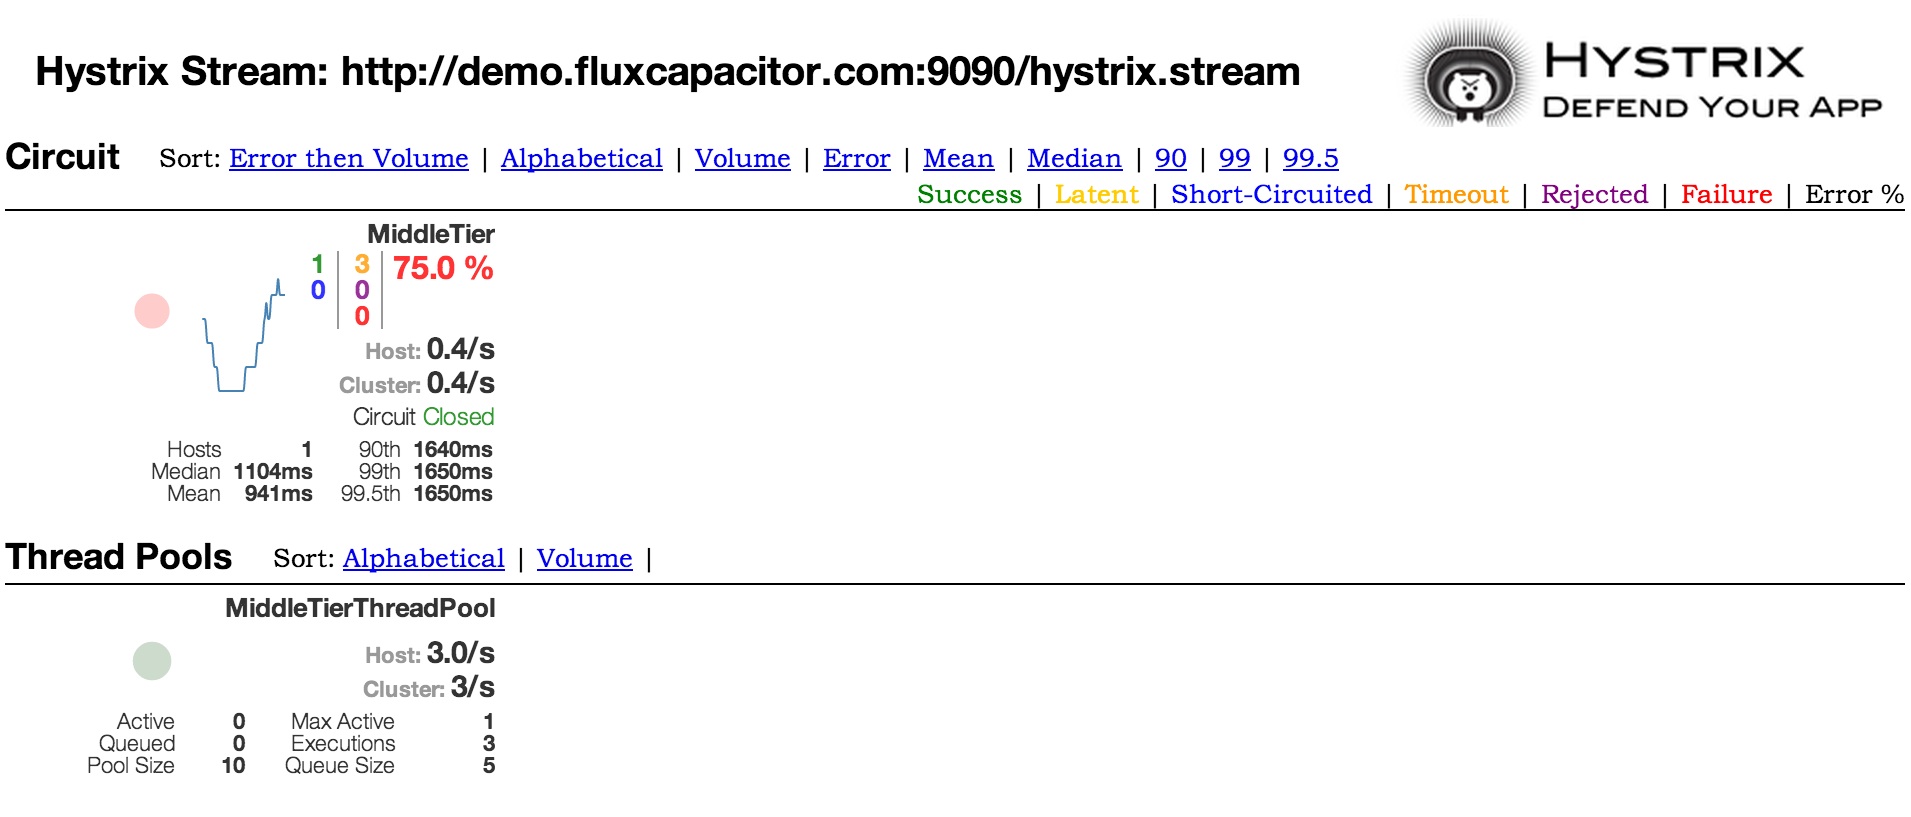 Hystrix Stream: http://demo.fluxcapacitor.com:9090/hystrix.stream
HYSTRIX
DEFEND YOUR APP
Circuit Sort: Error then Volume | Alphabetical | Volume | Error | Mean | Median | 90 | 99 | 99.5
Success | Latent | Short-Circuited | Timeout | Rejected | Failure | Error %
MiddleTier
1 3 75.0 %
0 0
0
Host: 0.4/s
Cluster: 0.4/s
Circuit Closed
Hosts 1 90th 1640ms
Median 1104ms 99th 1650ms
Mean 941ms 99.5th 1650ms
Thread Pools Sort: Alphabetical | Volume |
MiddleTierThreadPool
Host: 3.0/s
Cluster: 3/s
Active 0 Max Active 1
Queued 0 Executions 3
Pool Size 10 Queue Size 5